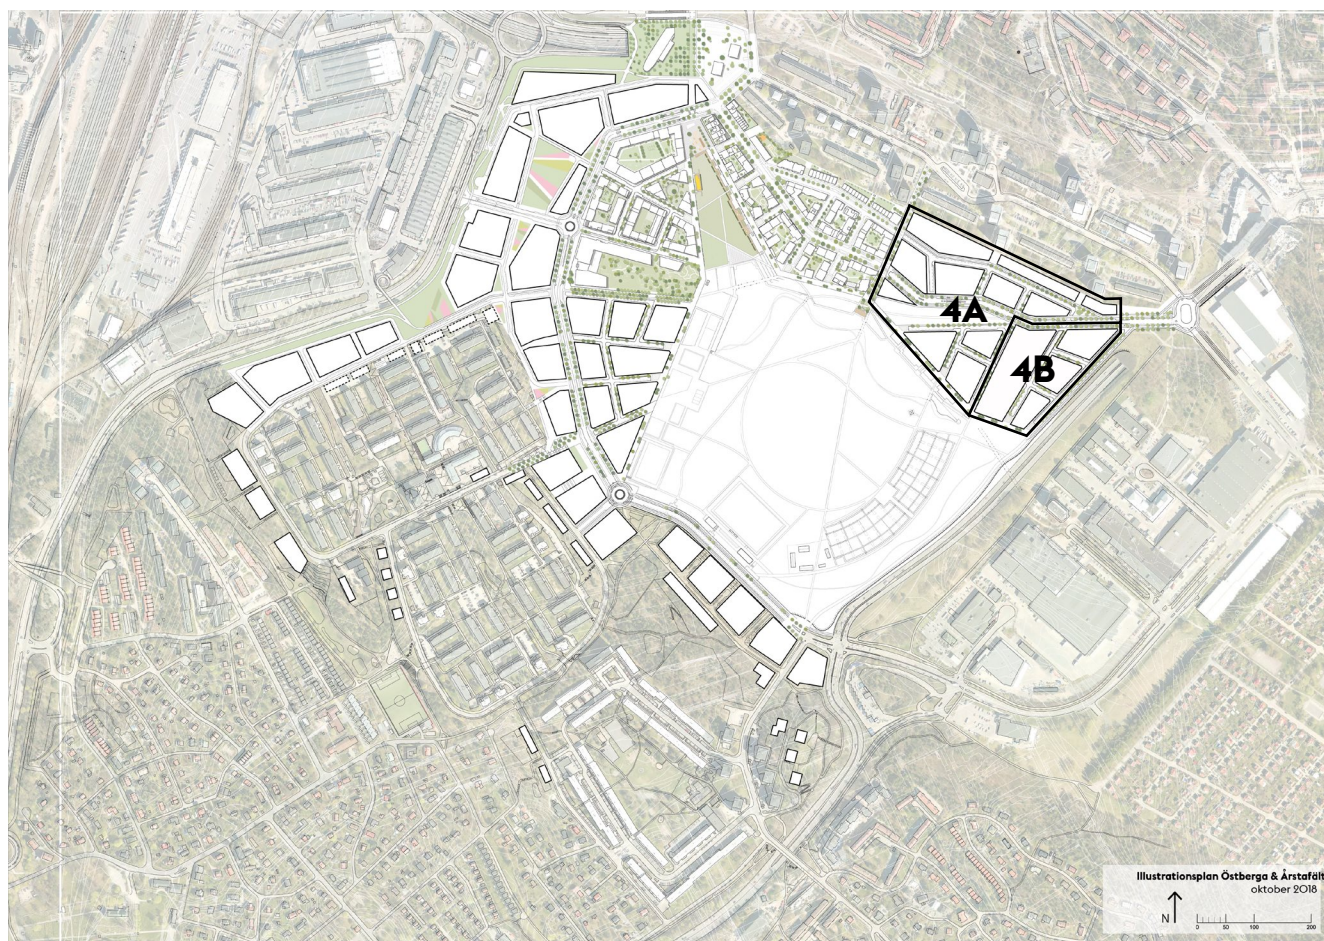 4A
4B
Illustrationsplan Östberga & Årstafält
oktober 2018
N
0 50 100 200